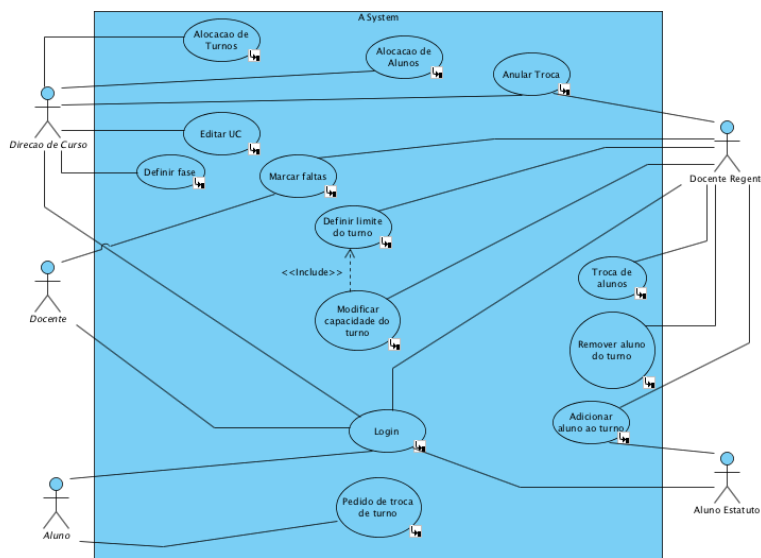 A System
Alocacao de
Turnos
Alocacao de
Alunos
Anular Troca
Direcao de Curso
Editar UC
Definir fase
Marcar faltas
Docente Regent
Definir limite
do turno
<<Include>>
Troca de
alunos
Docente
Modificar
capacidade do
turno
Remover aluno
do turno
Adicionar
aluno ao turno
Login
Aluno
Pedido de troca
de turno
Aluno Estatuto